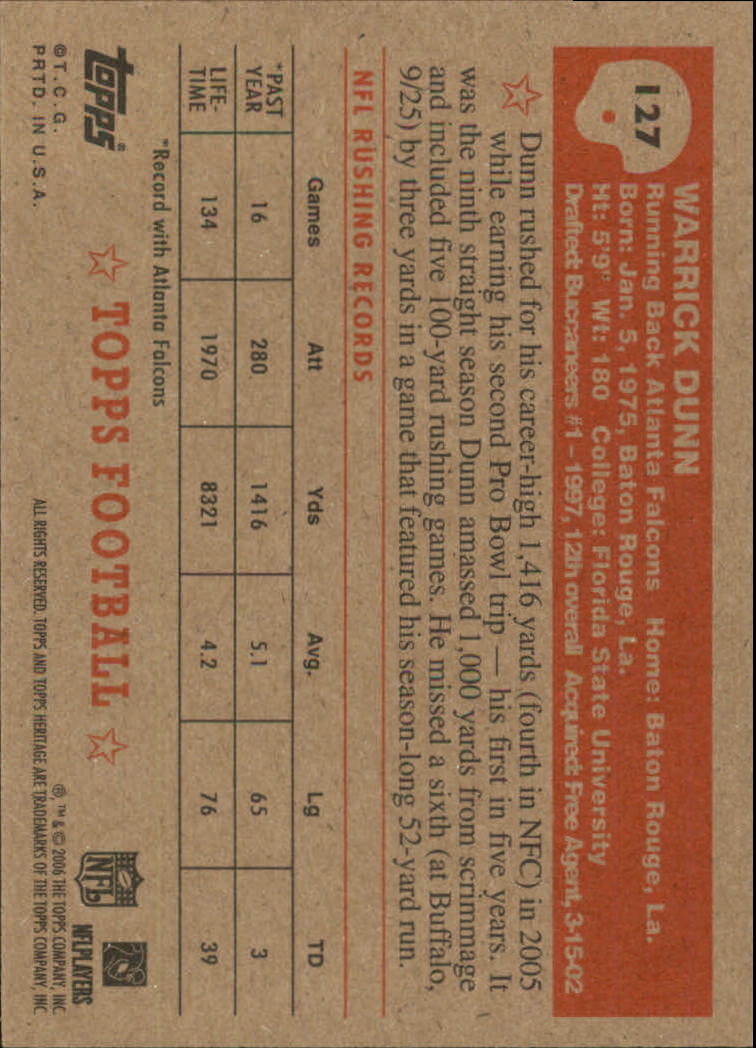 127
WARRICK DUNN
Running Back Atlanta Falcons Home: Baton Rouge, La.
Born: Jan. 5, 1975, Baton Rouge, La.
Ht: 5'9" Wt: 180 College: Florida State University
Drafted: Buccaneers #1–1997, 12th overall Acquired: Free Agent, 3-15-02
Dunn rushed for his career-high 1,416 yards (fourth in NFC) in 2005
while earning his second Pro Bowl trip — his first in five years. It
was the ninth straight season Dunn amassed 1,000 yards from scrimmage
and included five 100-yard rushing games. He missed a sixth (at Buffalo,
9/25) by three yards in a game that featured his season-long 52-yard run.
NFL RUSHING RECORDS
Games Att Yds Avg. Lg TD
*PAST
YEAR 16 280 1416 5.1 65 3
LIFE-
TIME 134 1970 8321 4.2 76 39
*Record with Atlanta Falcons
topps®
TOPPS FOOTBALL
NFL
NFLPLAYERS
©T.C.G.
PRTD. IN U.S.A.
®, ™ & © 2006 THE TOPPS COMPANY, INC.
ALL RIGHTS RESERVED. TOPPS AND TOPPS HERITAGE ARE TRADEMARKS OF THE TOPPS COMPANY, INC